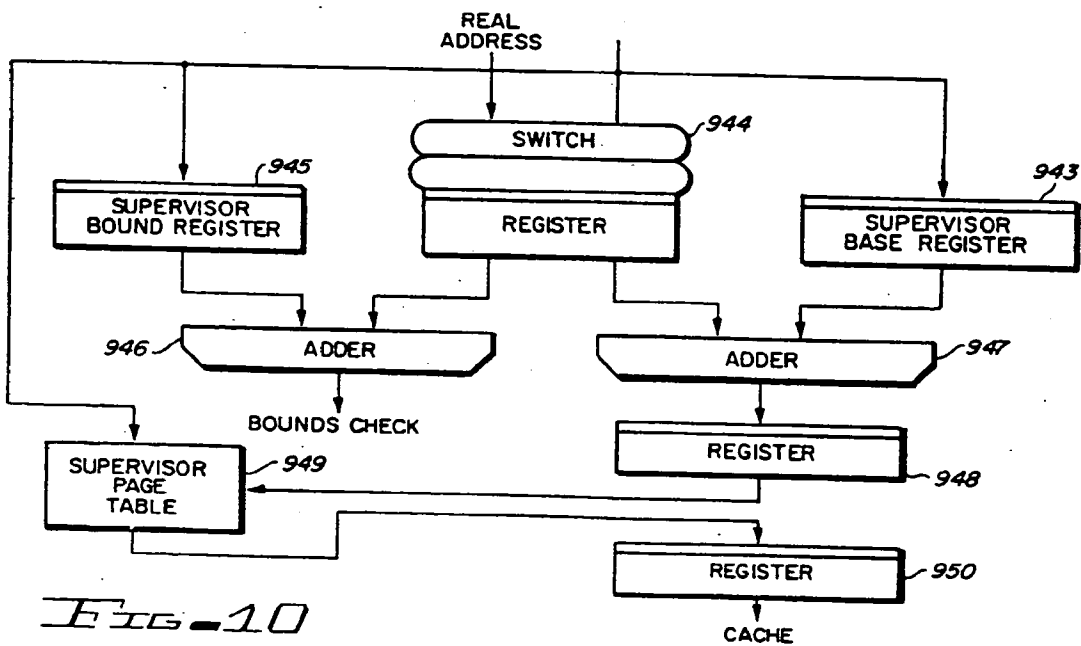 REAL
ADDRESS
SWITCH
944
945
SUPERVISOR
BOUND REGISTER
REGISTER
943
SUPERVISOR
BASE REGISTER
946
ADDER
ADDER
947
BOUNDS CHECK
SUPERVISOR
PAGE
TABLE
949
REGISTER
948
REGISTER
950
CACHE
FIG-10